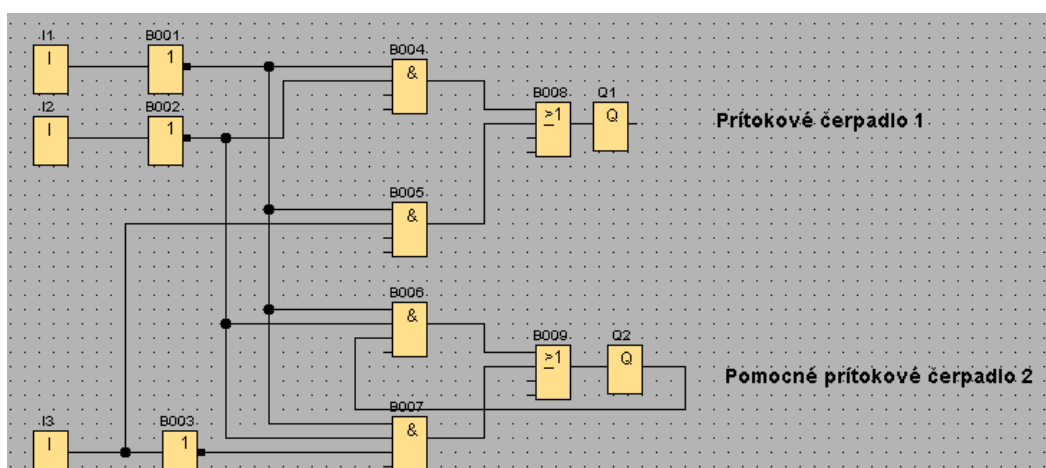 I1 B001
I 1
B004
&
I2 B002
I 1
B008 Q1
≥1 Q
Prítokové čerpadlo 1
B005
&
B006
&
B009 Q2
≥1 Q
Pomocné prítokové čerpadlo 2
B007
&
I3 B003
I 1